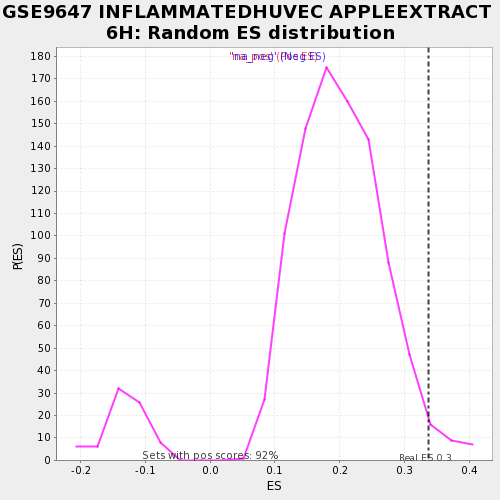 GSE9647 INFLAMMATEDHUVEC APPLEEXTRACT
6H: Random ES distribution
180
170
160
150
140
130
120
110
100
90
80
70
60
50
40
30
20
10
0
P(ES)
Sets with pos scores: 92%
Real ES 0.3
-0.2 -0.1 0.0 0.1 0.2 0.3 0.4
ES